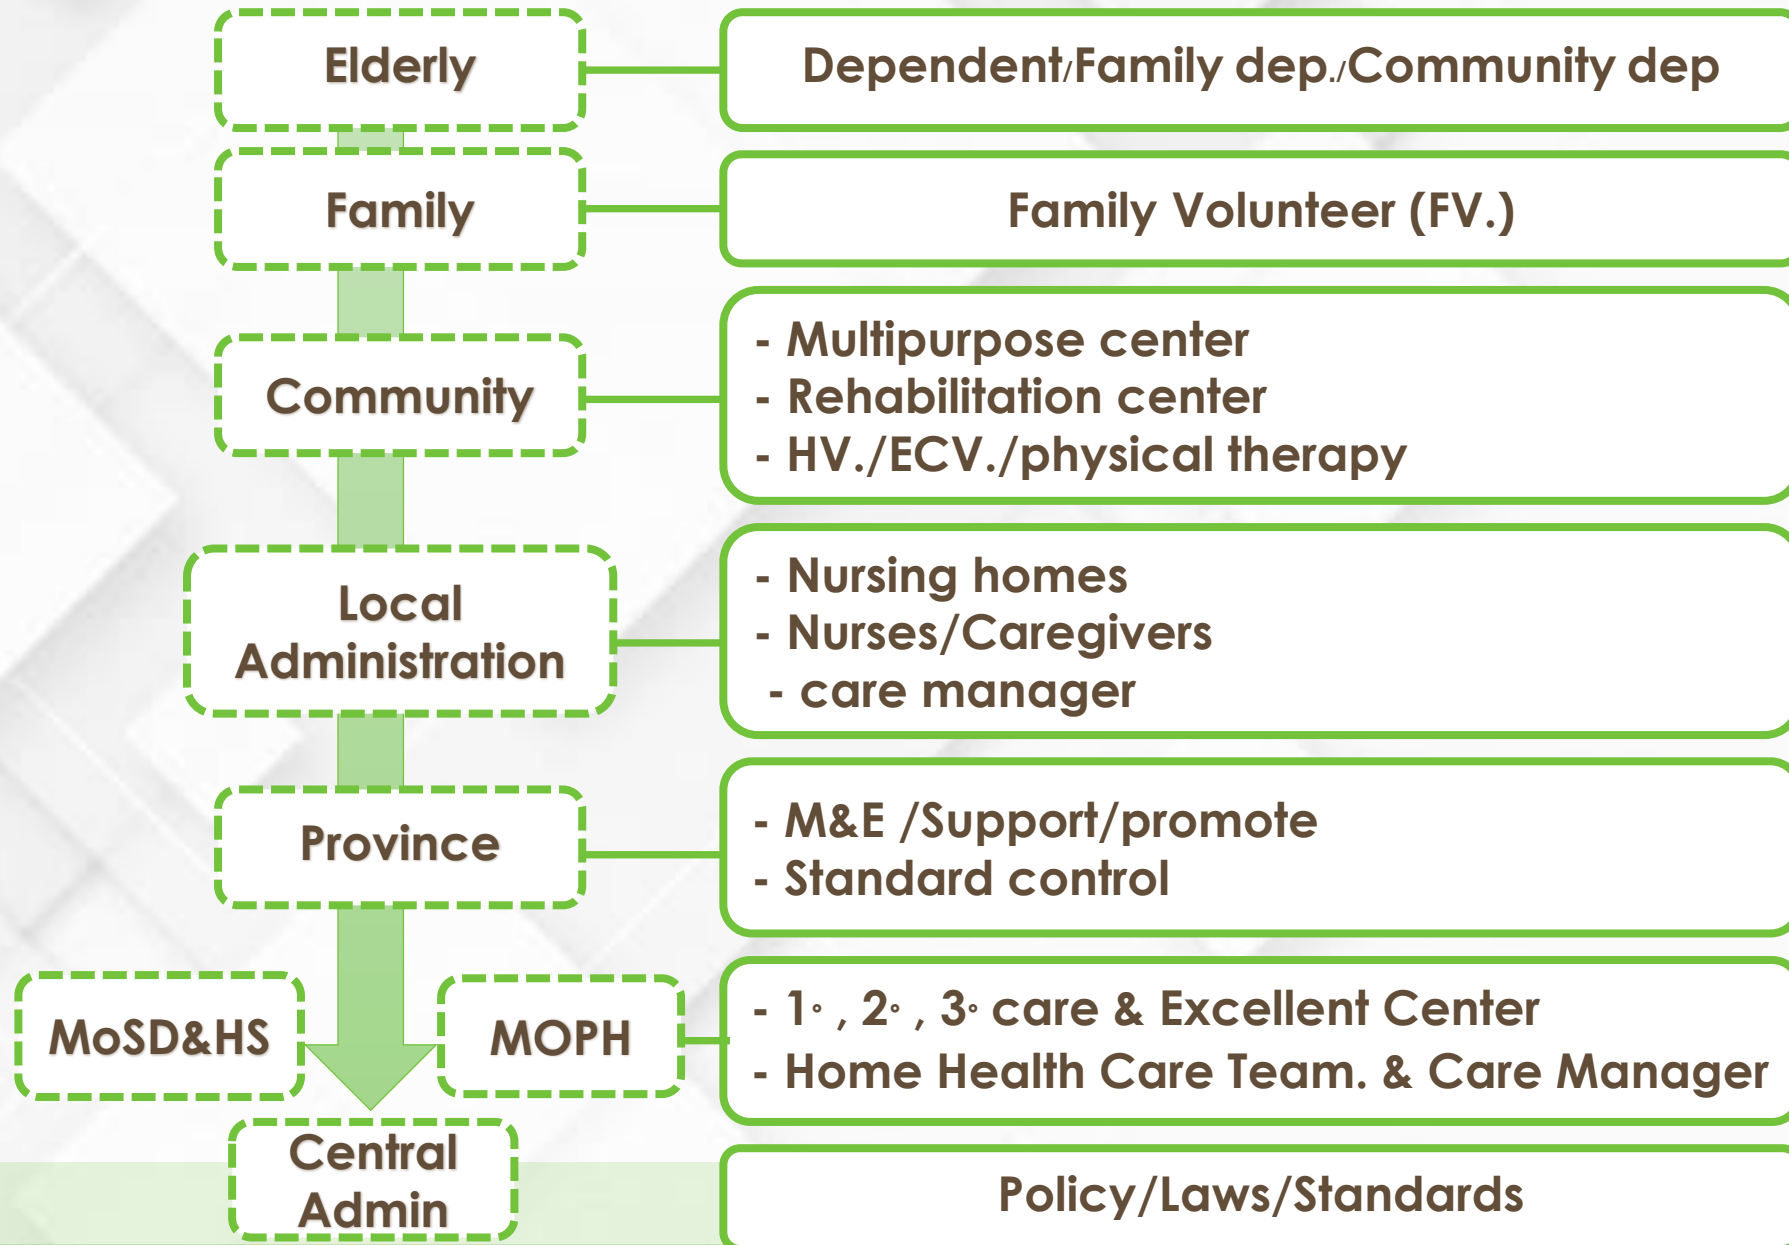 Elderly
Dependent/Family dep./Community dep
Family
Family Volunteer (FV.)
Community
- Multipurpose center
- Rehabilitation center
- HV./ECV./physical therapy
Local
Administration
- Nursing homes
- Nurses/Caregivers
- care manager
Province
- M&E /Support/promote
- Standard control
MoSD&HS
MOPH
- 1° , 2° , 3° care & Excellent Center
- Home Health Care Team. & Care Manager
Central
Admin
Policy/Laws/Standards